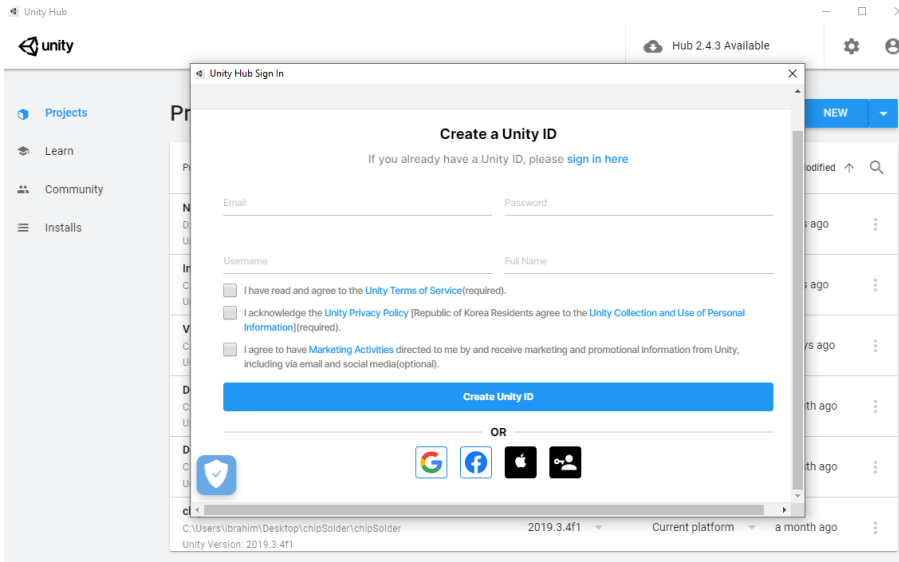 Unity Hub
unity
Hub 2.4.3 Available
Unity Hub Sign In
Projects
Learn
Community
Installs
NEW
Create a Unity ID
If you already have a Unity ID, please sign in here
Email Password
Username Full Name
I have read and agree to the Unity Terms of Service(required).
I acknowledge the Unity Privacy Policy [Republic of Korea Residents agree to the Unity Collection and Use of Personal
Information](required).
I agree to have Marketing Activities directed to me by and receive marketing and promotional information from Unity,
including via email and social media(optional).
Create Unity ID
OR
ago
ago
ago
ago
ago
C:\Users\Ibrahim\Desktop\chipSolder\chipSolder 2019.3.4f1 Current platform a month ago
Unity Version: 2019.3.4f1